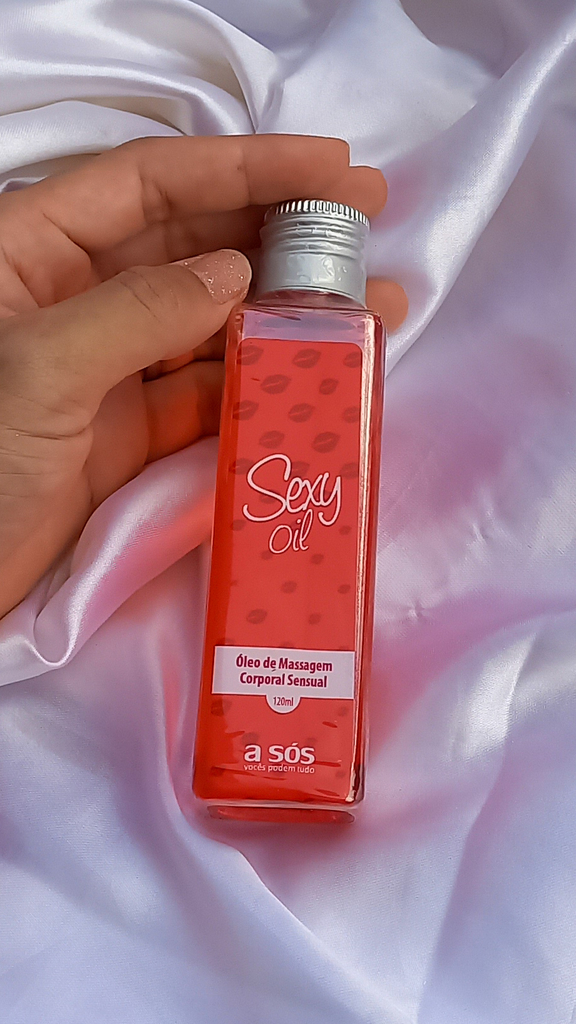 Sexy
Oil
Óleo de Massagem
Corporal Sensual
120ml
a sós
vocês podem tudo